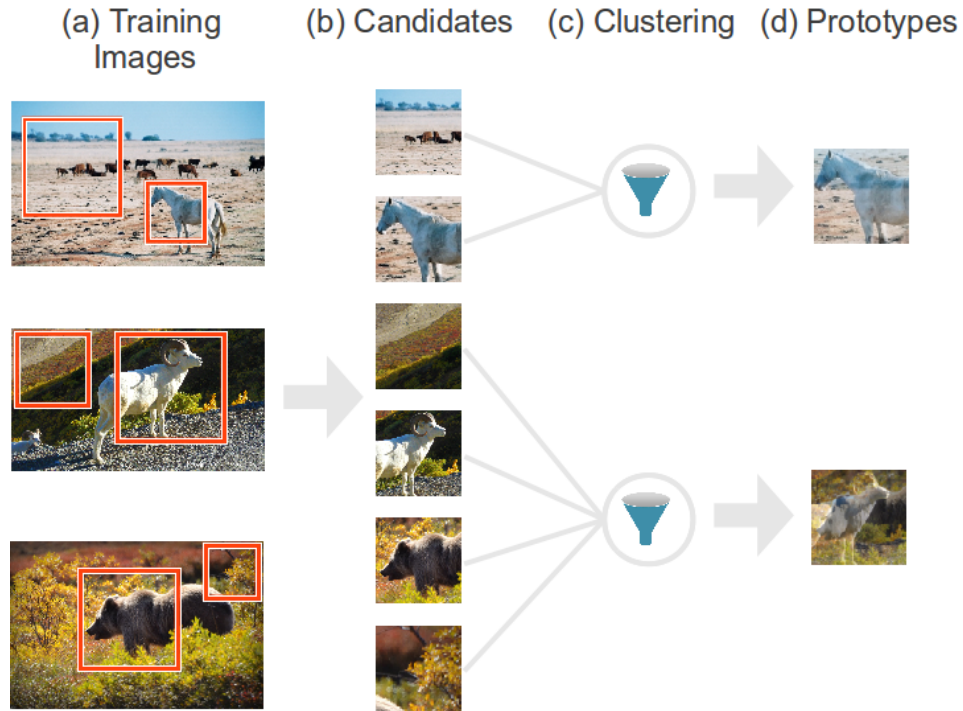 (a) Training
Images
(b) Candidates
(c) Clustering
(d) Prototypes